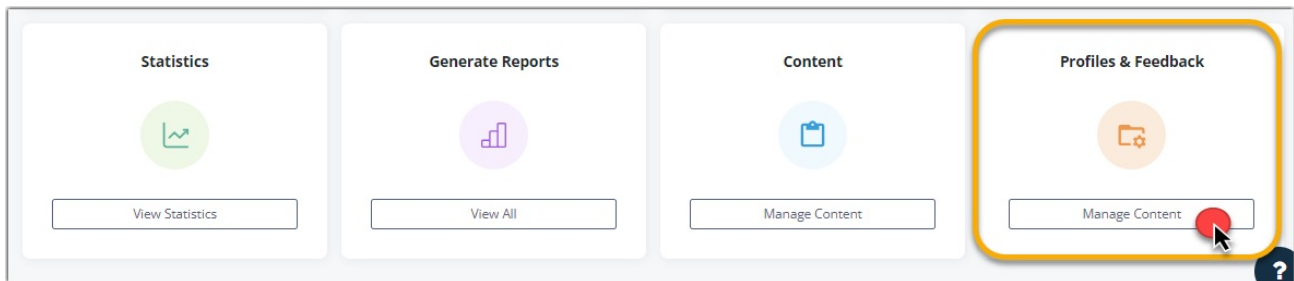 Statistics
Generate Reports
Content
Profiles & Feedback
View Statistics
View All
Manage Content
Manage Content
?